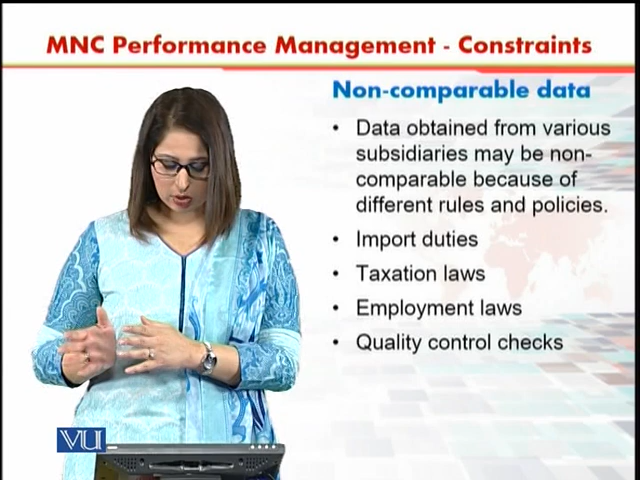 MNC Performance Management - Constraints
Non-comparable data
• Data obtained from various
subsidiaries may be non-
comparable because of
different rules and policies.
• Import duties
• Taxation laws
• Employment laws
• Quality control checks
VU